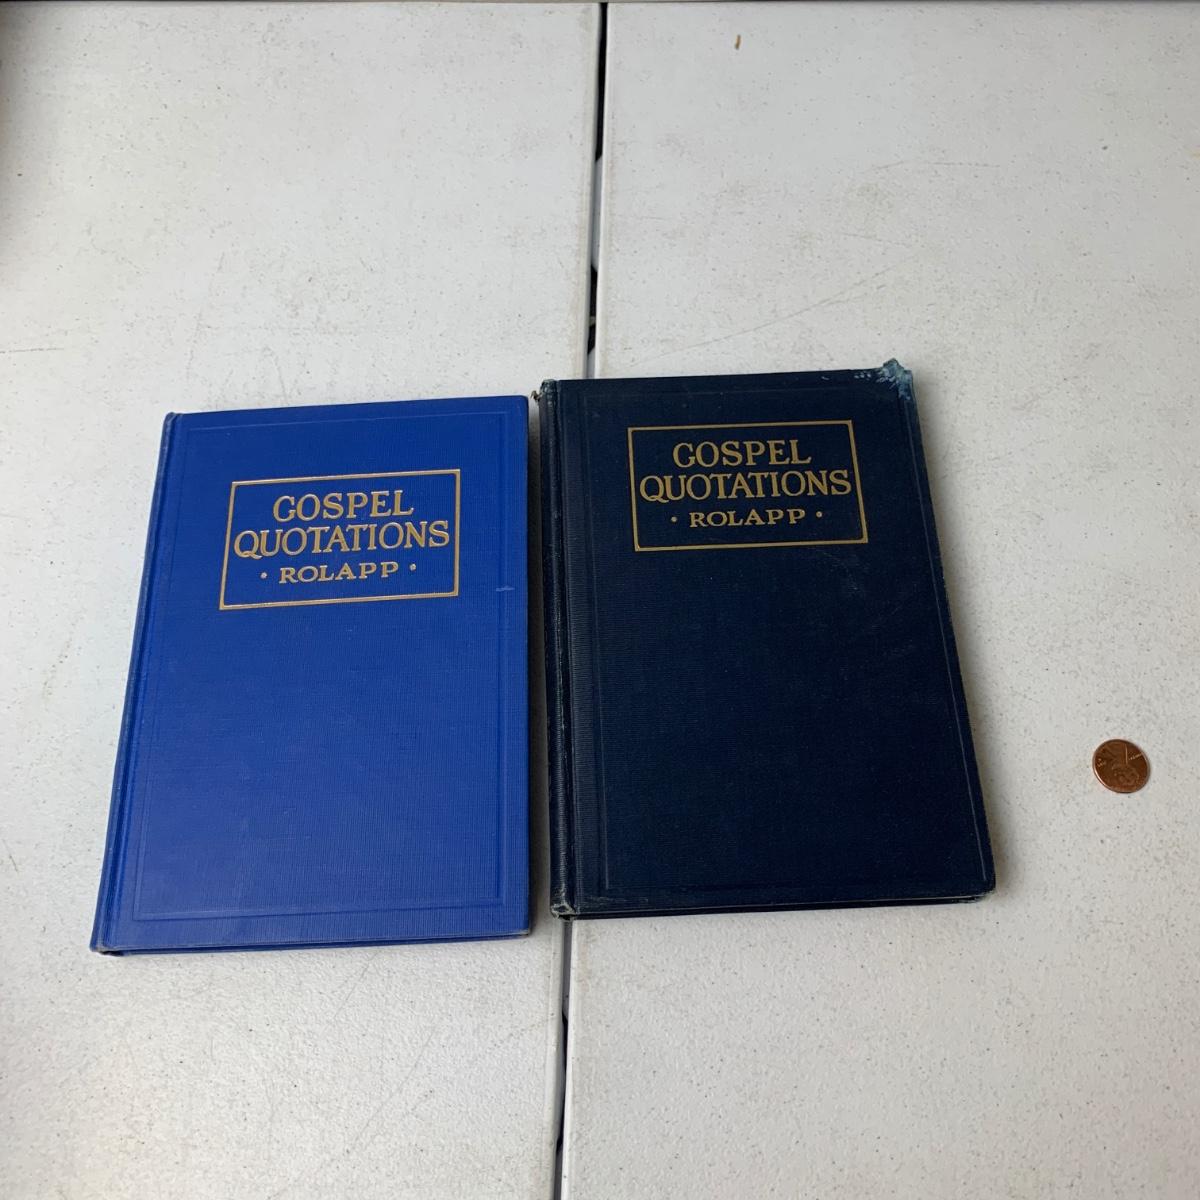 GOSPEL
QUOTATIONS
· ROLAPP ·
GOSPEL
QUOTATIONS
· ROLAPP ·